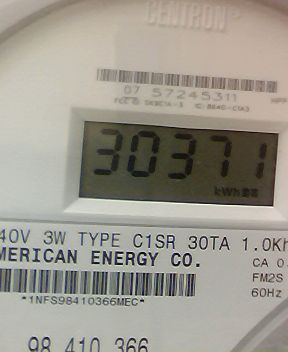 CENTRON®
07 57245311
30371
kWh
40V 3W TYPE C1SR 30TA 1.0Kh
MERICAN ENERGY CO.
CA 0.
FM2S
60Hz
*1NFS98410366MEC*
98 410 366